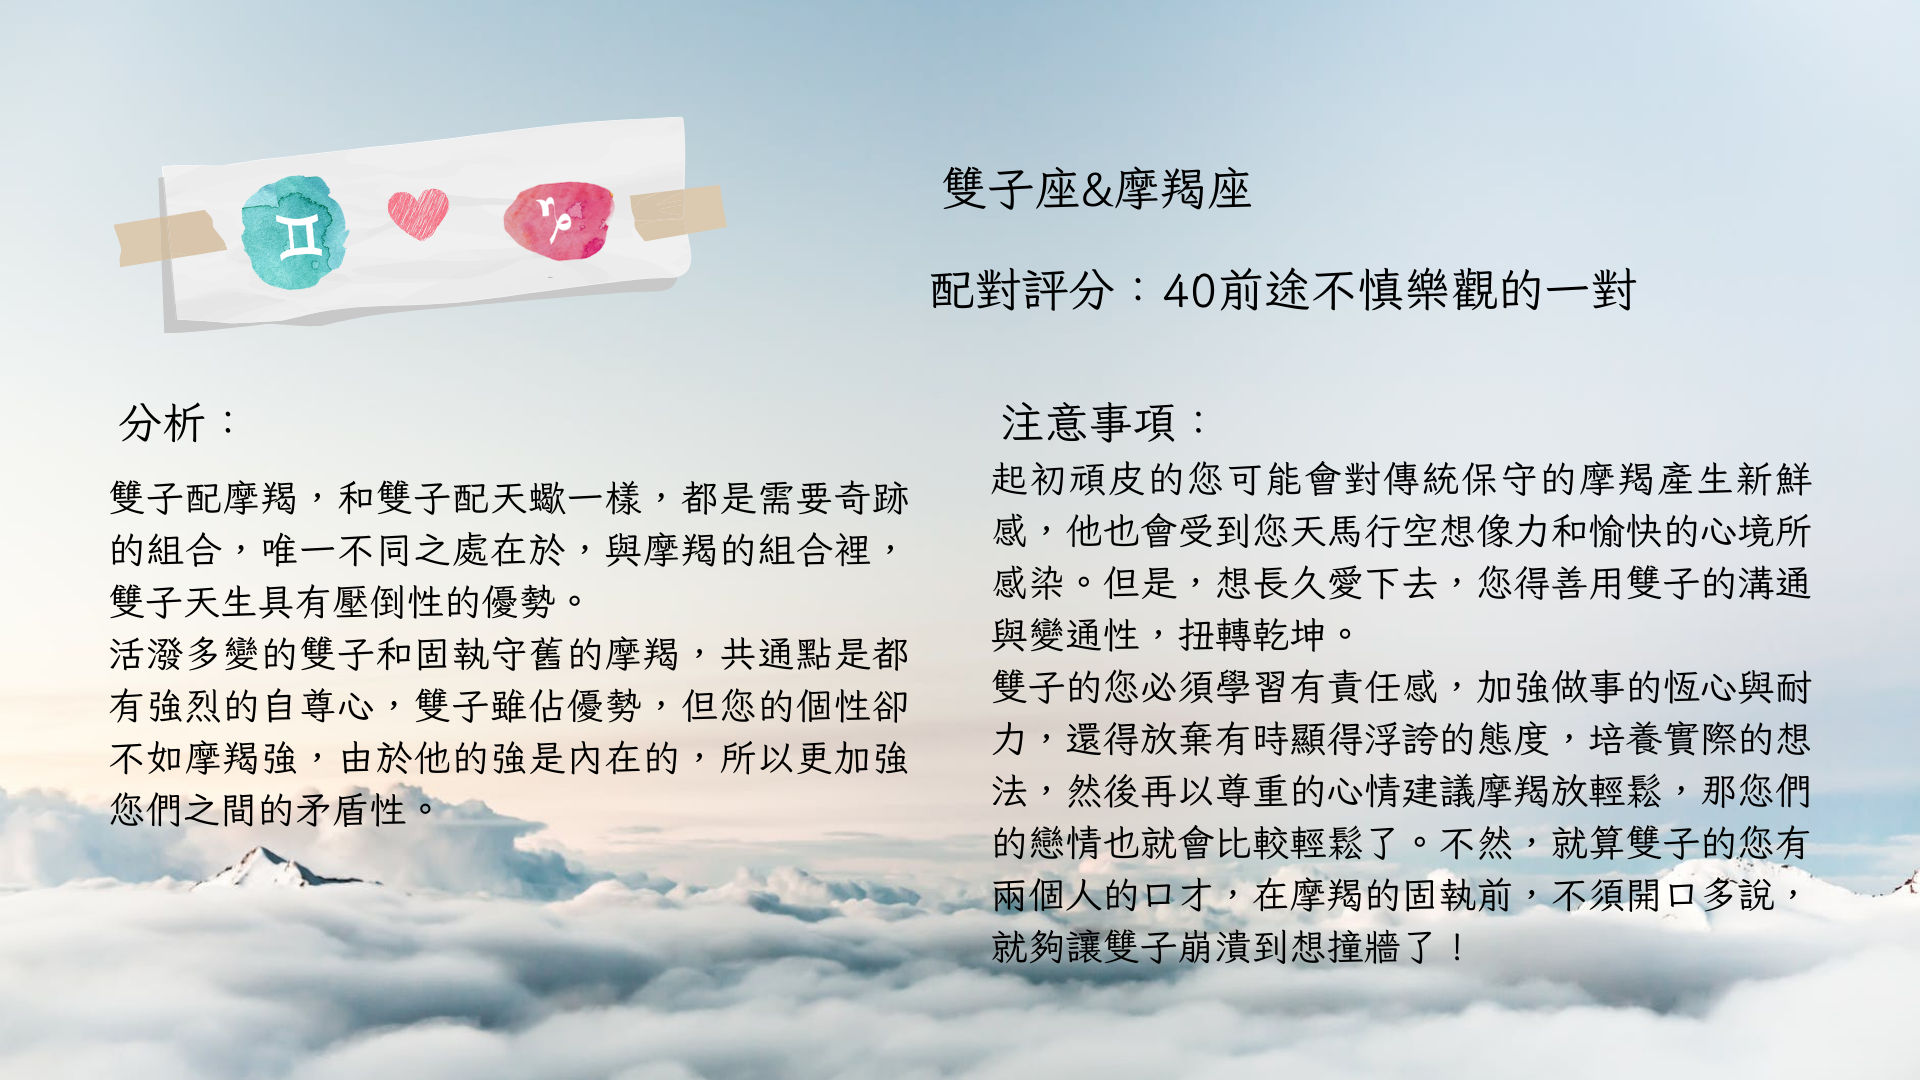 雙子座&摩羯座
配對評分：40前途不慎樂觀的一對
分析：
雙子配摩羯，和雙子配天蠍一樣，都是需要奇跡
的組合，唯一不同之處在於，與摩羯的組合裡，
雙子天生具有壓倒性的優勢。
活潑多變的雙子和固執守舊的摩羯，共通點是都
有強烈的自尊心，雙子雖佔優勢，但您的個性卻
不如摩羯強，由於他的強是內在的，所以更加強
您們之間的矛盾性。
注意事項：
起初頑皮的您可能會對傳統保守的摩羯產生新鮮
感，他也會受到您天馬行空想像力和愉快的心境所
感染。但是，想長久愛下去，您得善用雙子的溝通
與變通性，扭轉乾坤。
雙子的您必須學習有責任感，加強做事的恆心與耐
力，還得放棄有時顯得浮誇的態度，培養實際的想
法，然後再以尊重的心情建議摩羯放輕鬆，那您們
的戀情也就會比較輕鬆了。不然，就算雙子的您有
兩個人的口才，在摩羯的固執前，不須開口多說，
就夠讓雙子崩潰到想撞牆了！